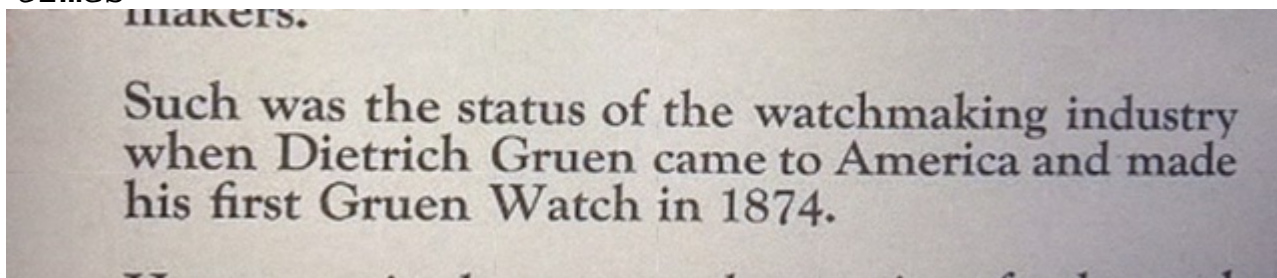 makers.
Such was the status of the watchmaking industry
when Dietrich Gruen came to America and made
his first Gruen Watch in 1874.